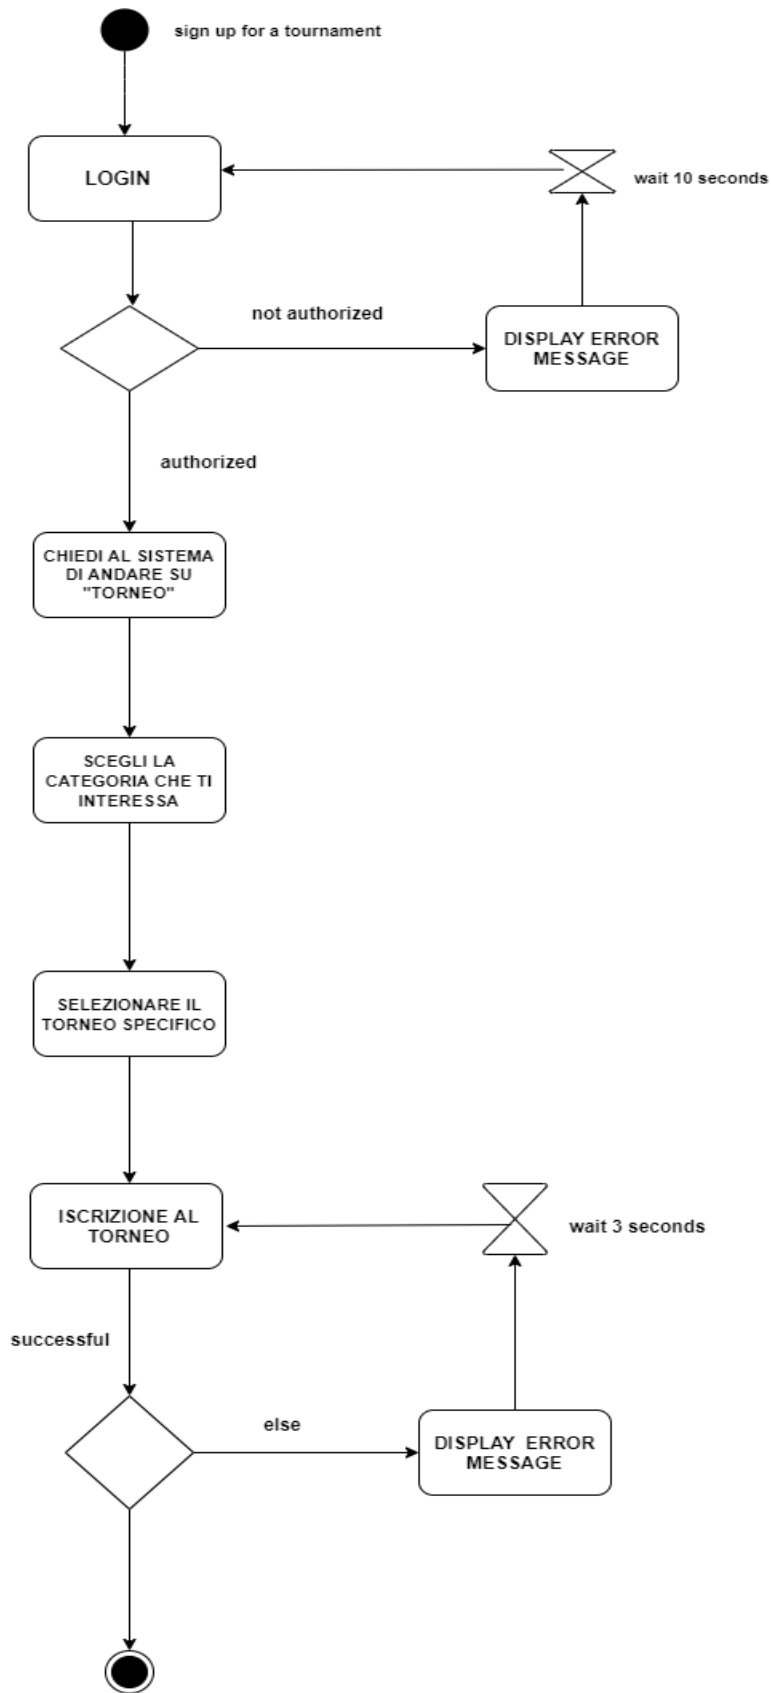 sign up for a tournament
LOGIN
wait 10 seconds
not authorized
DISPLAY ERROR
MESSAGE
authorized
CHIEDI AL SISTEMA
DI ANDARE SU
"TORNEO"
SCEGLI LA
CATEGORIA CHE TI
INTERESSA
SELEZIONARE IL
TORNEO SPECIFICO
ISCRIZIONE AL
TORNEO
wait 3 seconds
successful
else
DISPLAY ERROR
MESSAGE